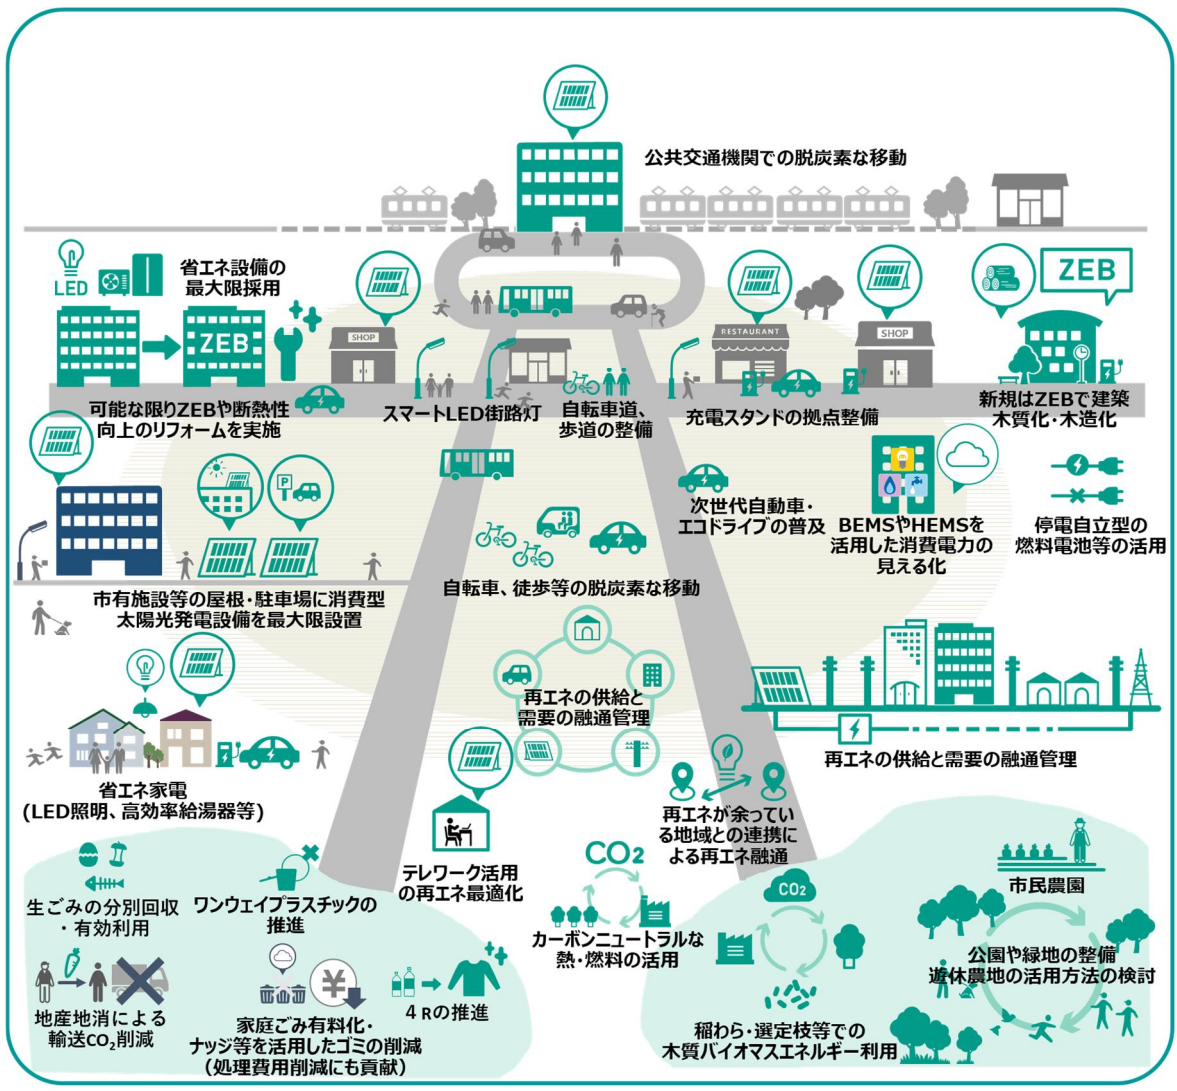 公共交通機関での脱炭素な移動
LED
省エネ設備の
最大限採用
ZEB
可能な限りZEBや断熱性
向上のリフォームを実施
SHOP
スマートLED街路灯
自転車道、
歩道の整備
RESTAURANT
SHOP
充電スタンドの拠点整備
ZEB
新規はZEBで建築
木質化・木造化
P
市有施設等の屋根・駐車場に消費型
太陽光発電設備を最大限設置
自転車、徒歩等の脱炭素な移動
次世代自動車・
エコドライブの普及
BEMSやHEMSを
活用した消費電力の
見える化
停電自立型の
燃料電池等の活用
省エネ家電
(LED照明、高効率給湯器等)
再エネの供給と
需要の融通管理
再エネの供給と需要の融通管理
テレワーク活用
の再エネ最適化
再エネが余ってい
る地域との連携に
よる再エネ融通
生ごみの分別回収
・有効利用
ワンウェイプラスチックの
推進
地産地消による
輸送CO₂削減
¥
家庭ごみ有料化・
ナッジ等を活用したゴミの削減
(処理費用削減にも貢献)
４Rの推進
CO2
カーボンニュートラルな
熱・燃料の活用
CO2
稲わら・選定枝等での
木質バイオマスエネルギー利用
市民農園
公園や緑地の整備
遊休農地の活用方法の検討